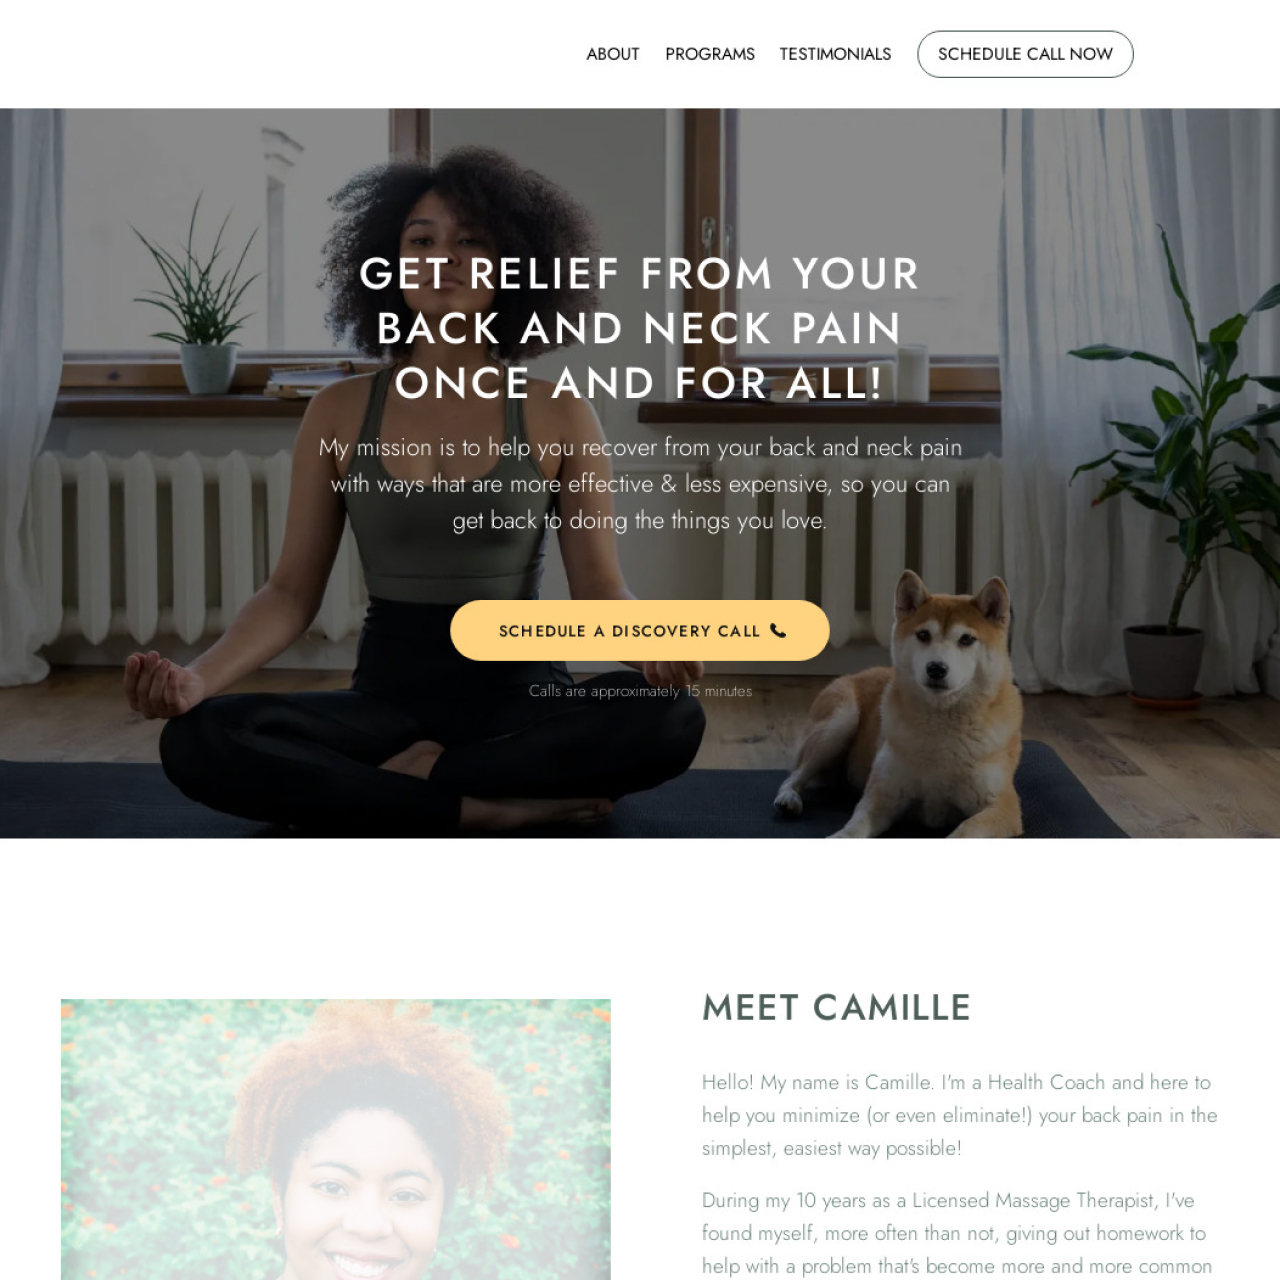 ABOUT PROGRAMS TESTIMONIALS SCHEDULE CALL NOW
GET RELIEF FROM YOUR
BACK AND NECK PAIN
ONCE AND FOR ALL!
My mission is to help you recover from your back and neck pain
with ways that are more effective & less expensive, so you can
get back to doing the things you love.
SCHEDULE A DISCOVERY CALL
Calls are approximately 15 minutes
MEET CAMILLE
Hello! My name is Camille. I'm a Health Coach and here to
help you minimize (or even eliminate!) your back pain in the
simplest, easiest way possible!
During my 10 years as a Licensed Massage Therapist, I've
found myself, more often than not, giving out homework to
help with a problem that's become more and more common